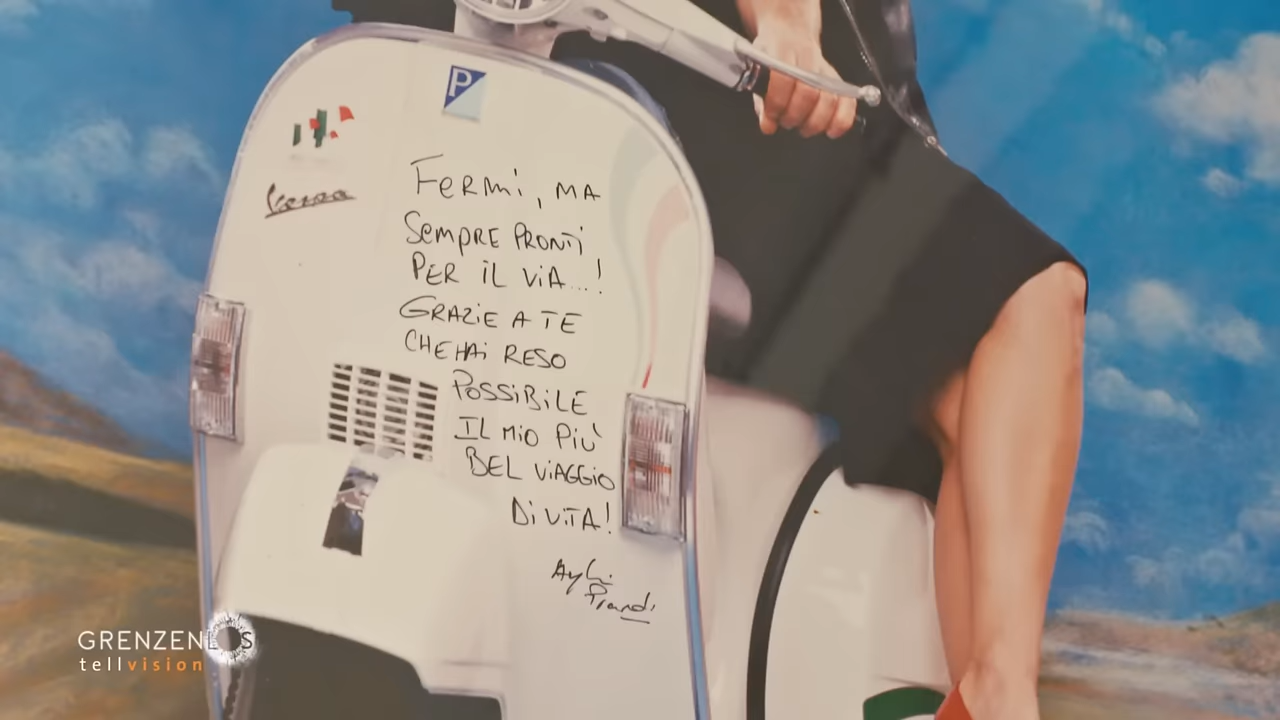 P
Vespa
FERMi, MA
SEMPRE PRONTi
PER iL ViA...!
GRAZiE A TE
CHE HAi RESO
POSSiBiLE
IL MiO PiÙ
BEL ViAGGiO
Di ViTA!
Prandi
GRENZENLOS
tellvision